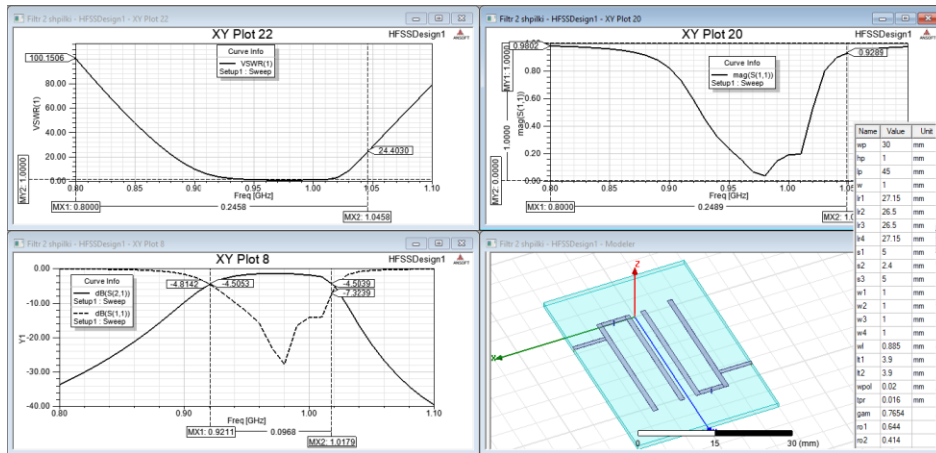 Filtr 2 shpilki - HFSSDesign1 - XY Plot 22
XY Plot 22
HFSSDesign1
ANSOFT
100.1506
Curve Info
VSWR(1)
Setup1 : Sweep
80.00
60.00
40.00
20.00
VSWR(1)
MY2: 1.0000
24.4030
0.80
0.90
1.00
1.10
Freq [GHz]
MX1: 0.8000
0.2458
MX2: 1.0458
Filtr 2 shpilki - HFSSDesign1 - XY Plot 20
XY Plot 20
HFSSDesign1
ANSOFT
0.9802
MY1: 1.0000
0.9289
Curve Info
mag(S(1,1))
Setup1 : Sweep
0.80
0.60
0.40
0.20
0.00
mag(S(1,1))
1.0000
MY2: 0.0000
0.80
0.90
1.00
Freq [GHz]
MX1: 0.8000
0.2489
Name Value Unit
wp 30 mm
hp 1 mm
lp 45 mm
w 1 mm
lr1 27.15 mm
lr2 26.5 mm
lr3 26.5 mm
lr4 27.15 mm
s1 5 mm
s2 2.4 mm
s3 5 mm
w1 1 mm
w2 1 mm
w3 1 mm
w4 1 mm
wl 0.885 mm
lt1 3.9 mm
lt2 3.9 mm
wpol 0.02 mm
tpr 0.016 mm
gam 0.7654
ro1 0.644
ro2 0.414
Filtr 2 shpilki - HFSSDesign1 - XY Plot 8
XY Plot 8
HFSSDesign1
ANSOFT
0.00
-4.8142
-4.5053
-4.5039
-7.3239
Curve Info
dB(S(2,1))
Setup1 : Sweep
dB(S(1,1))
Setup1 : Sweep
-10.00
-20.00
-30.00
-40.00
Y1
0.80
0.90
1.00
1.10
Freq [GHz]
MX1: 0.9211
0.0968
MX2: 1.0179
Filtr 2 shpilki - HFSSDesign1 - Modeler
Z
X
0
15
30 (mm)